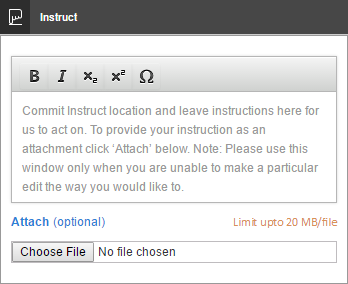 Instruct
B I x₂ x² Ω
Commit Instruct location and leave instructions here for
us to act on. To provide your instruction as an
attachment click ‘Attach’ below. Note: Please use this
window only when you are unable to make a particular
edit the way you would like to.
Attach (optional) Limit upto 20 MB/file
Choose File No file chosen